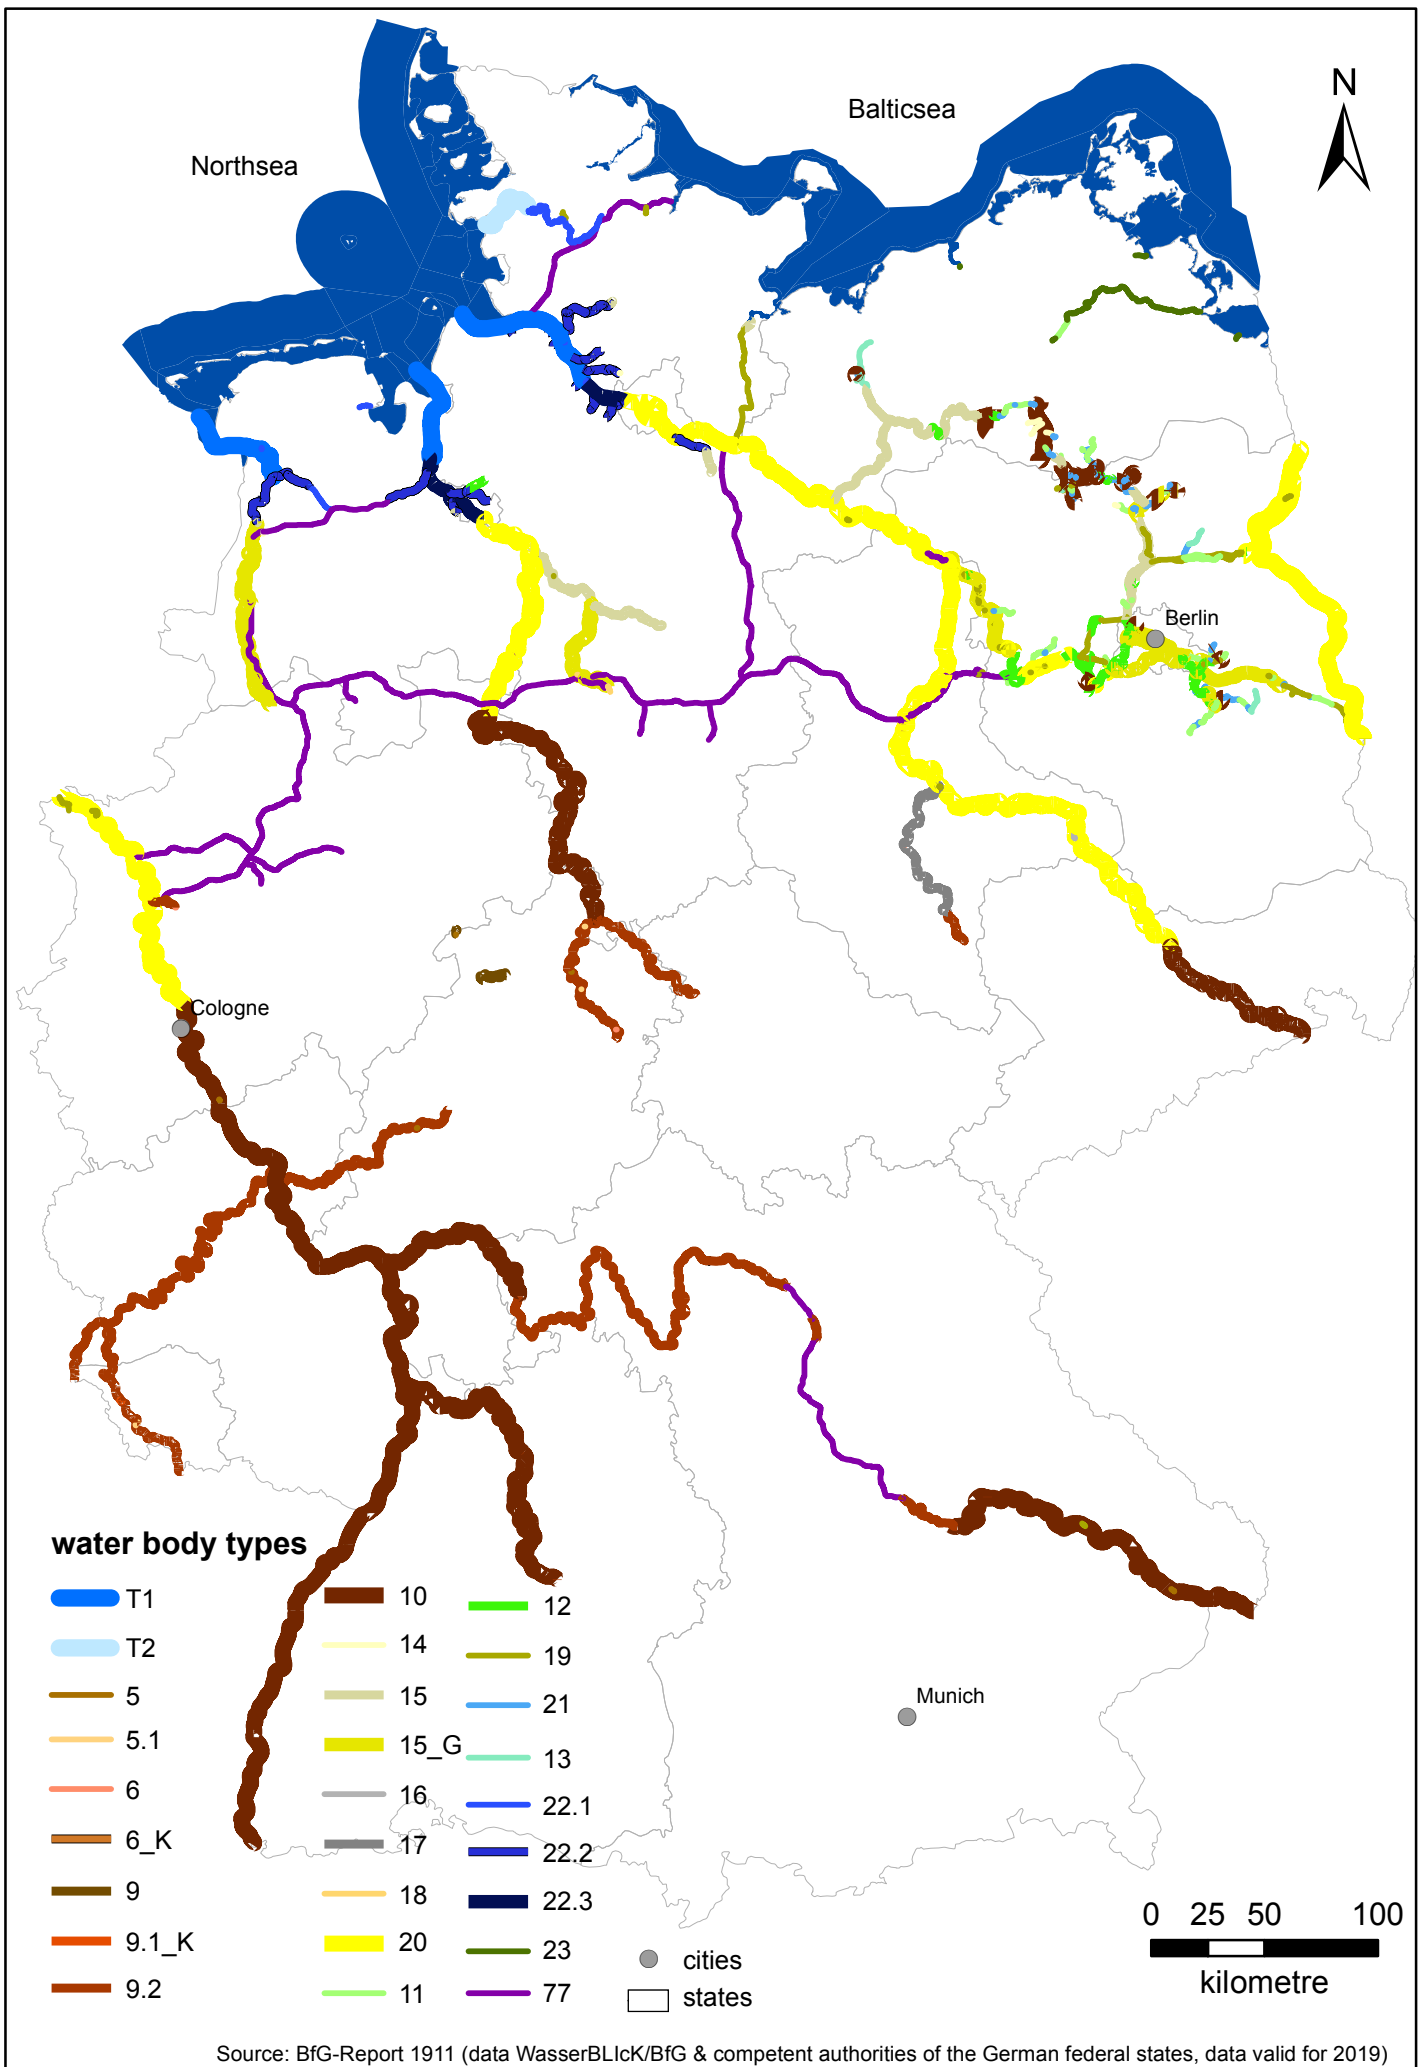 Northsea
Balticsea
N
Berlin
Cologne
Munich
water body types
T1
T2
5
5.1
6
6_K
9
9.1_K
9.2
10
14
15
15_G
16
17
18
20
11
12
19
21
13
22.1
22.2
22.3
23
77
cities
states
0 25 50 100
kilometre
Source: BfG-Report 1911 (data WasserBLIcK/BfG & competent authorities of the German federal states, data valid for 2019)